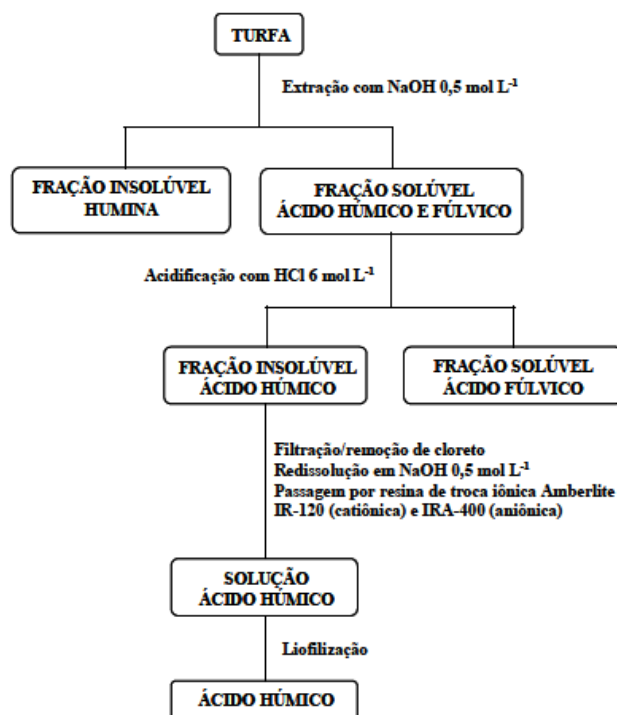 TURFA
Extração com NaOH 0,5 mol L⁻¹
FRAÇÃO INSOLÚVEL
HUMINA
FRAÇÃO SOLÚVEL
ÁCIDO HÚMICO E FÚLVICO
Acidificação com HCl 6 mol L⁻¹
FRAÇÃO INSOLÚVEL
ÁCIDO HÚMICO
FRAÇÃO SOLÚVEL
ÁCIDO FÚLVICO
Filtração/remoção de cloreto
Redissolução em NaOH 0,5 mol L⁻¹
Passagem por resina de troca iônica Amberlite
IR-120 (catiônica) e IRA-400 (aniônica)
SOLUÇÃO
ÁCIDO HÚMICO
Liofilização
ÁCIDO HÚMICO